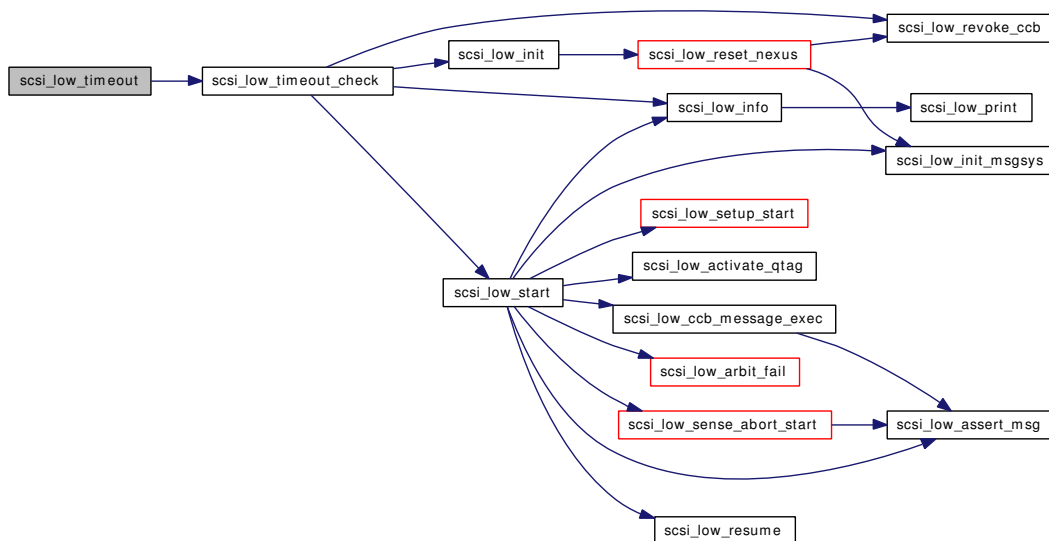 scsi_low_timeout
scsi_low_timeout_check
scsi_low_init
scsi_low_reset_nexus
scsi_low_revoke_ccb
scsi_low_info
scsi_low_print
scsi_low_init_msgsys
scsi_low_setup_start
scsi_low_activate_qtag
scsi_low_start
scsi_low_ccb_message_exec
scsi_low_arbit_fail
scsi_low_sense_abort_start
scsi_low_assert_msg
scsi_low_resume